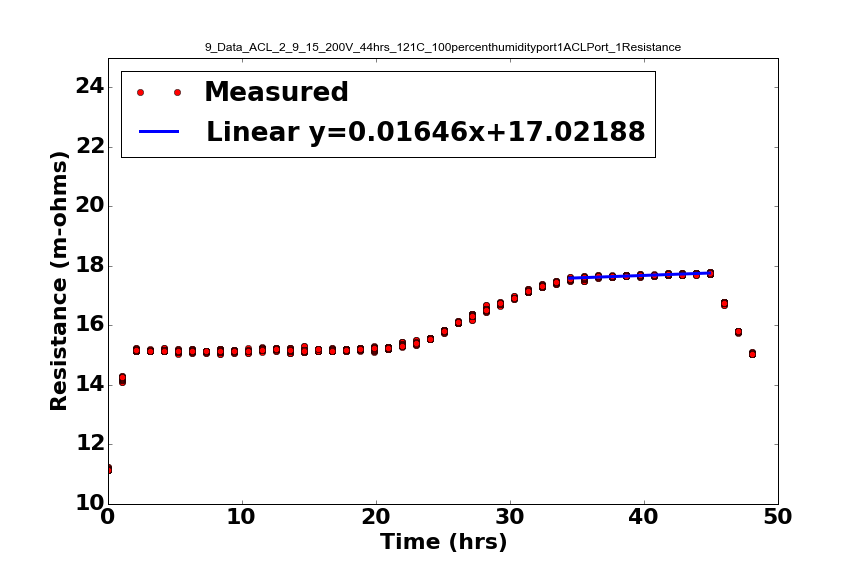 9_Data_ACL_2_9_15_200V_44hrs_121C_100percenthumidityport1ACLPort_1Resistance
Measured
Linear y=0.01646x+17.02188
Resistance (m-ohms)
24
22
20
18
16
14
12
10
0 10 20 30 40 50
Time (hrs)